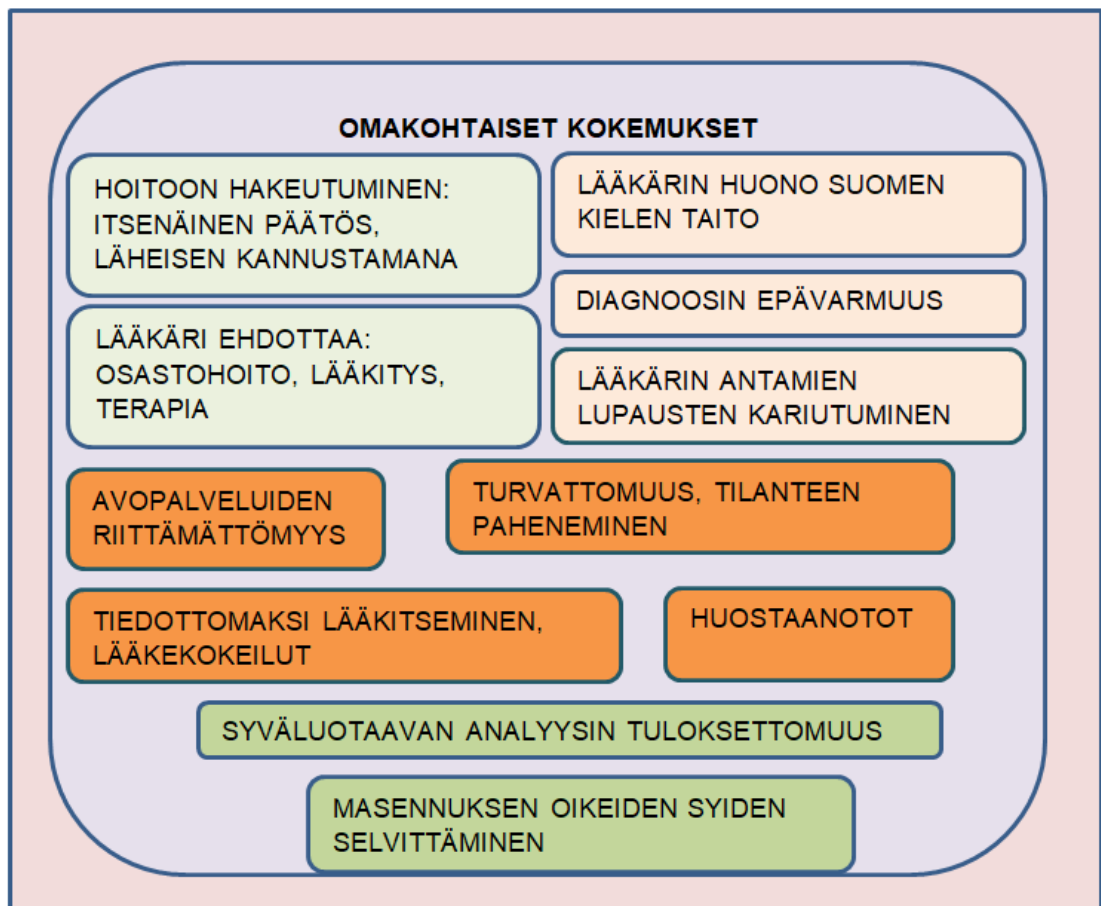 OMAKOHTAISET KOKEMUKSET
HOITOON HAKEUTUMINEN:
ITSENÄINEN PÄÄTÖS,
LÄHEISEN KANNUSTAMANA
LÄÄKÄRIN HUONO SUOMEN
KIELEN TAITO
DIAGNOOSIN EPÄVARMUUS
LÄÄKÄRI EHDOTTAA:
OSASTOHOITO, LÄÄKITYS,
TERAPIA
LÄÄKÄRIN ANTAMIEN
LUPAUSTEN KARIUTUMINEN
AVOPALVELUIDEN
RIITTÄMÄTTÖMYYS
TURVATTOMUUS, TILANTEEN
PAHENEMINEN
TIEDOTTOMAKSI LÄÄKITSEMINEN,
LÄÄKEKOKEILUT
HUOSTAANOTOT
SYVÄLUOTAAVAN ANALYYSIN TULOKSETTOMUUS
MASENNUKSEN OIKEIDEN SYIDEN
SELVITTÄMINEN